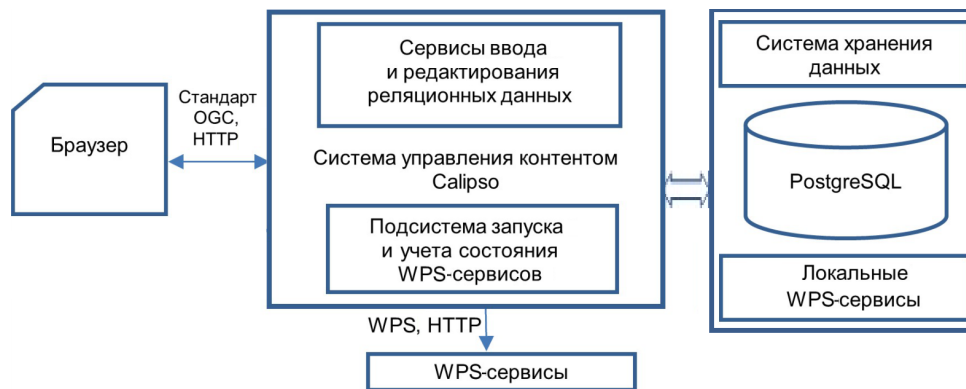 Браузер
Стандарт
OGC,
HTTP
Сервисы ввода
и редактирования
реляционных данных
Система управления контентом
Calipso
Подсистема запуска
и учета состояния
WPS-сервисов
WPS, HTTP
WPS-сервисы
Система хранения
данных
PostgreSQL
Локальные
WPS-сервисы